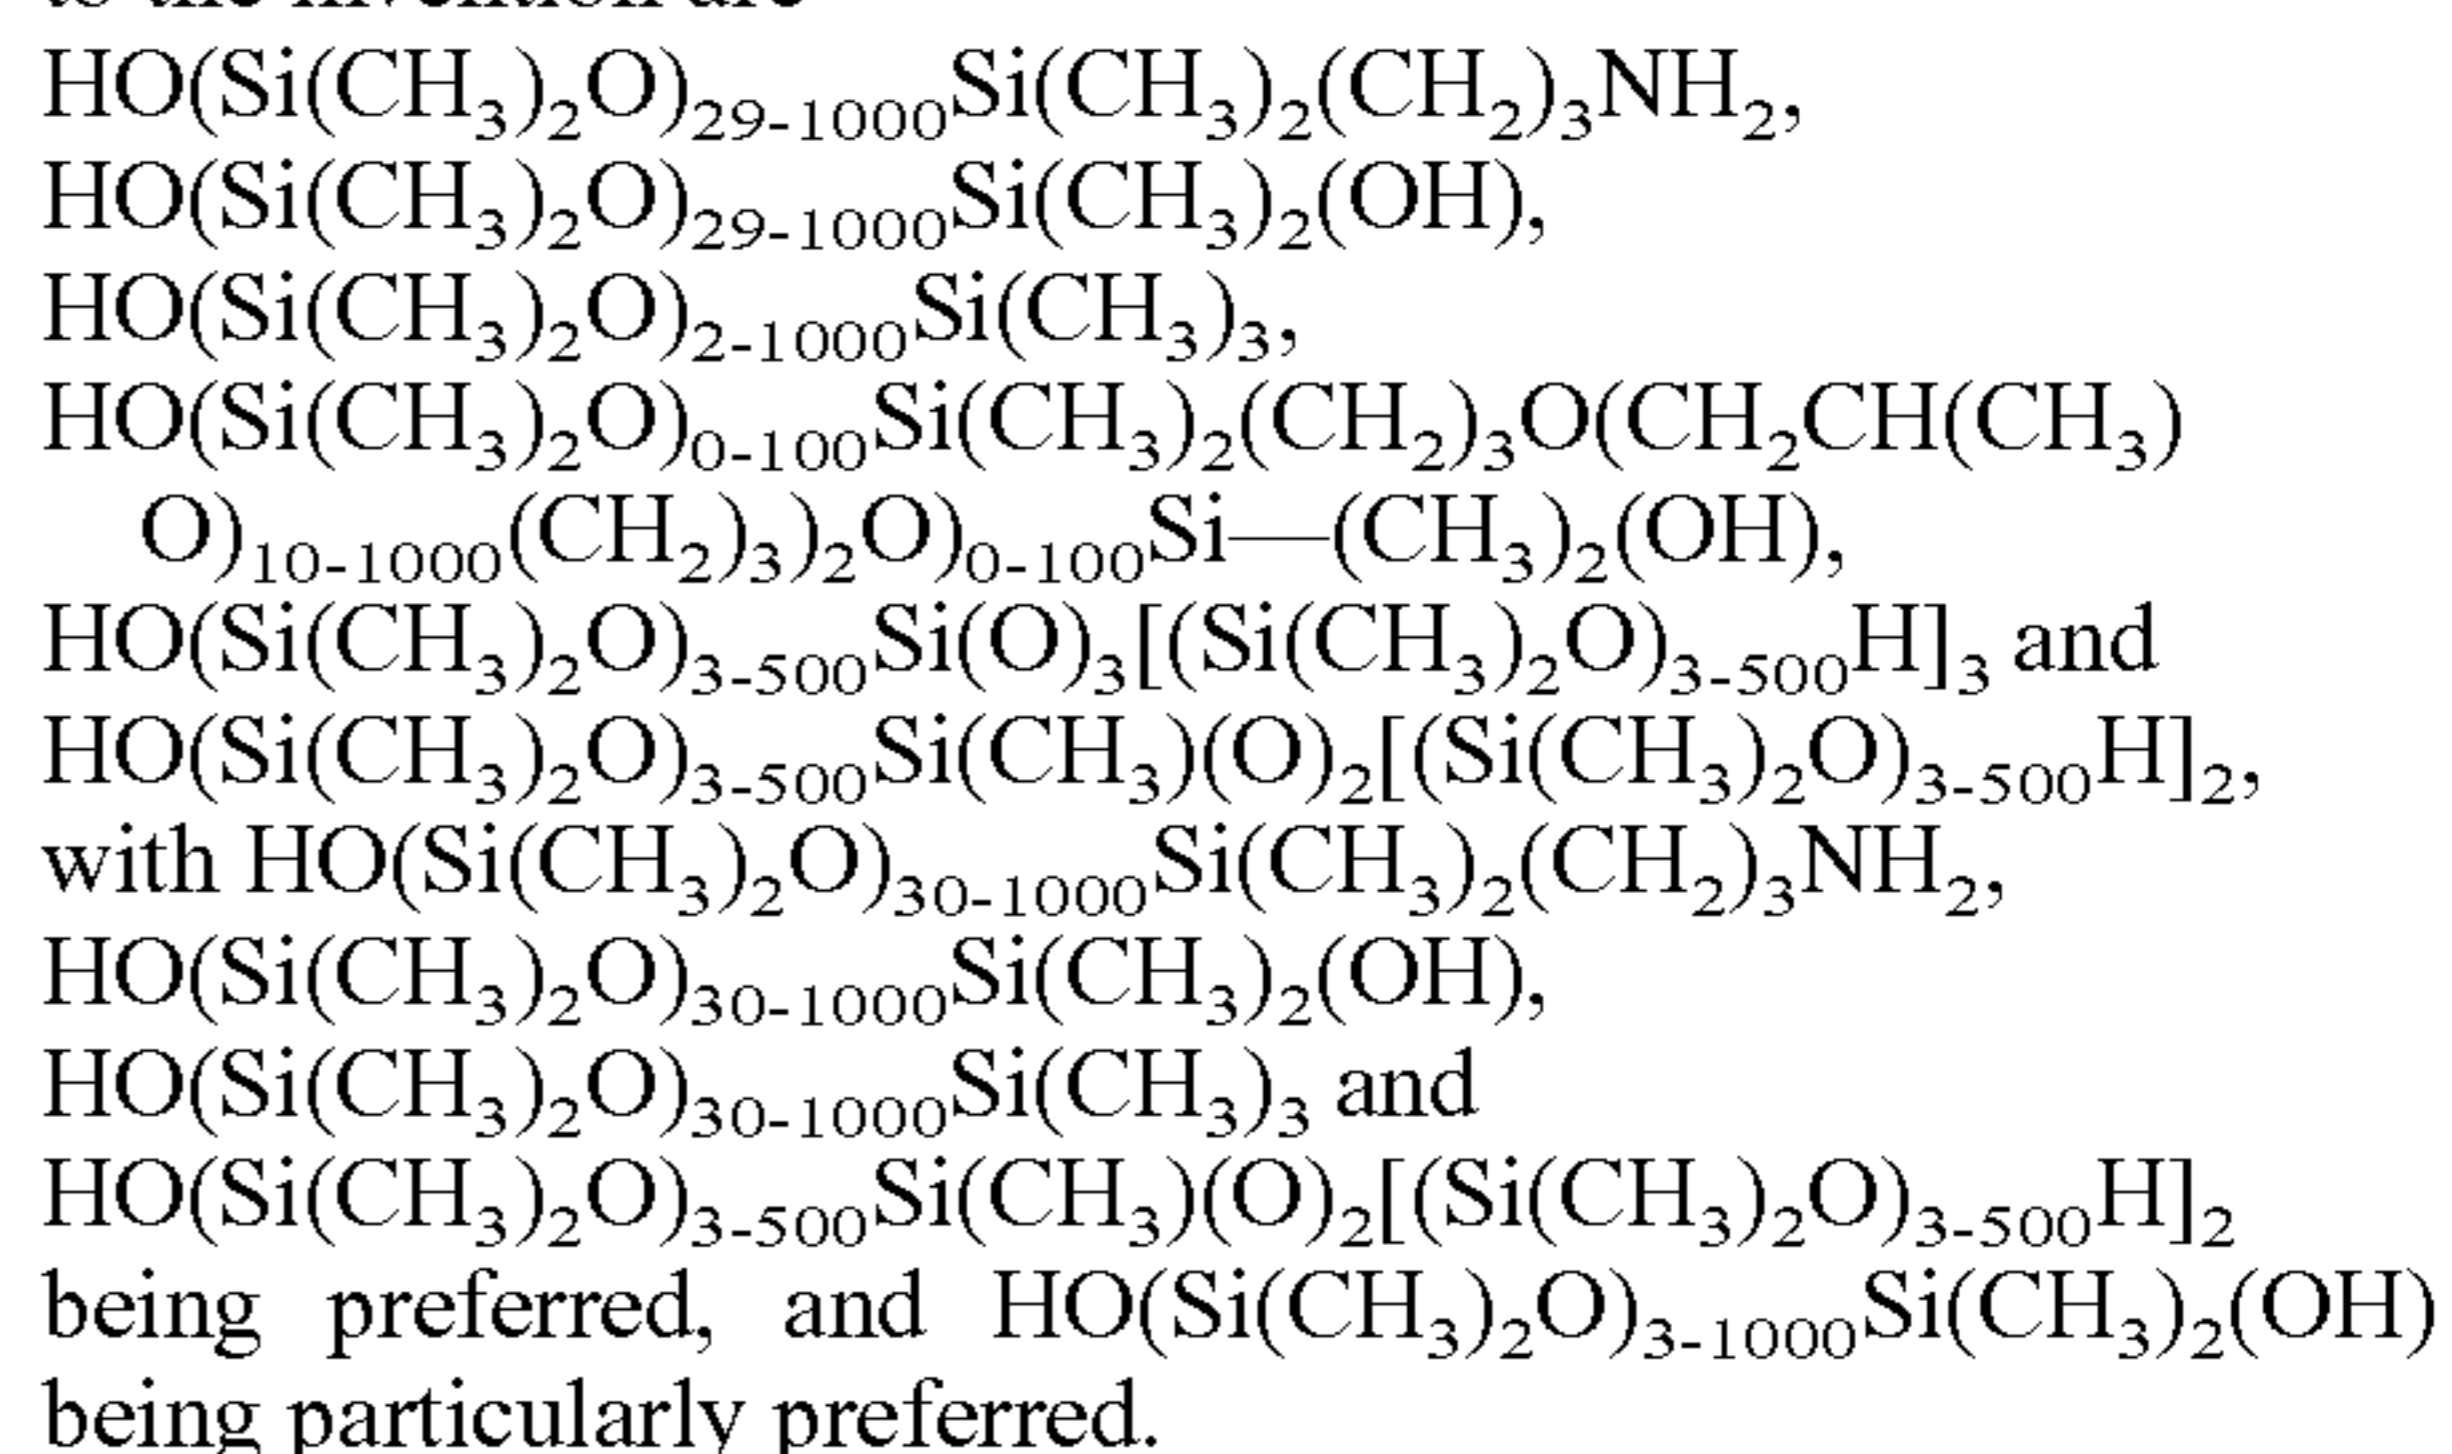 to the invention are
HO(Si(CH₃)₂O)₂₉₋₁₀₀₀Si(CH₃)₂(CH₂)₃NH₂,
HO(Si(CH₃)₂O)₂₉₋₁₀₀₀Si(CH₃)₂(OH),
HO(Si(CH₃)₂O)₂₋₁₀₀₀Si(CH₃)₃,
HO(Si(CH₃)₂O)₀₋₁₀₀Si(CH₃)₂(CH₂)₃O(CH₂CH(CH₃)
O)₁₀₋₁₀₀₀(CH₂)₃)₂O)₀₋₁₀₀Si—(CH₃)₂(OH),
HO(Si(CH₃)₂O)₃₋₅₀₀Si(O)₃[(Si(CH₃)₂O)₃₋₅₀₀H]₃ and
HO(Si(CH₃)₂O)₃₋₅₀₀Si(CH₃)(O)₂[(Si(CH₃)₂O)₃₋₅₀₀H]₂,
with HO(Si(CH₃)₂O)₃₀₋₁₀₀₀Si(CH₃)₂(CH₂)₃NH₂,
HO(Si(CH₃)₂O)₃₀₋₁₀₀₀Si(CH₃)₂(OH),
HO(Si(CH₃)₂O)₃₀₋₁₀₀₀Si(CH₃)₃ and
HO(Si(CH₃)₂O)₃₋₅₀₀Si(CH₃)(O)₂[(Si(CH₃)₂O)₃₋₅₀₀H]₂
being preferred, and HO(Si(CH₃)₂O)₃₋₁₀₀₀Si(CH₃)₂(OH)
being particularly preferred.